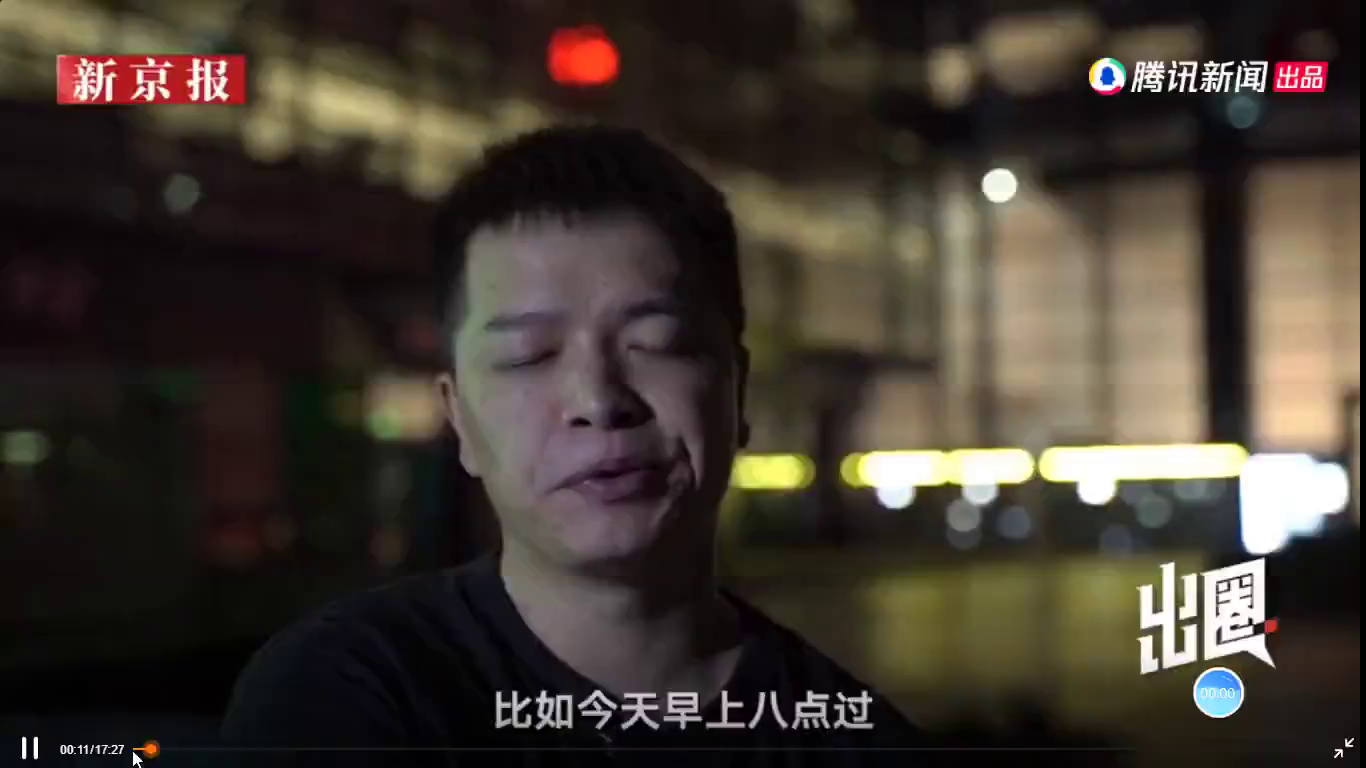 新京报
腾讯新闻 出品
出圈
00:00
比如今天早上八点过
00:11/17:27